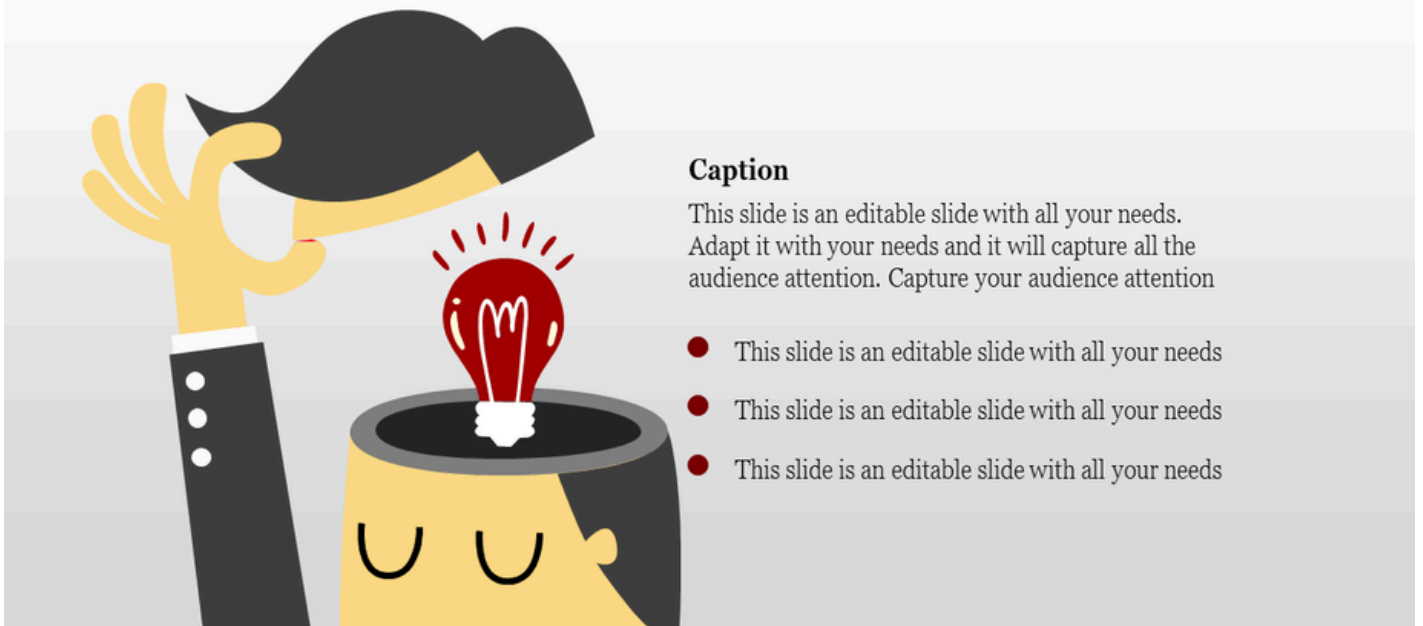 Caption
This slide is an editable slide with all your needs.
Adapt it with your needs and it will capture all the
audience attention. Capture your audience attention
This slide is an editable slide with all your needs
This slide is an editable slide with all your needs
This slide is an editable slide with all your needs